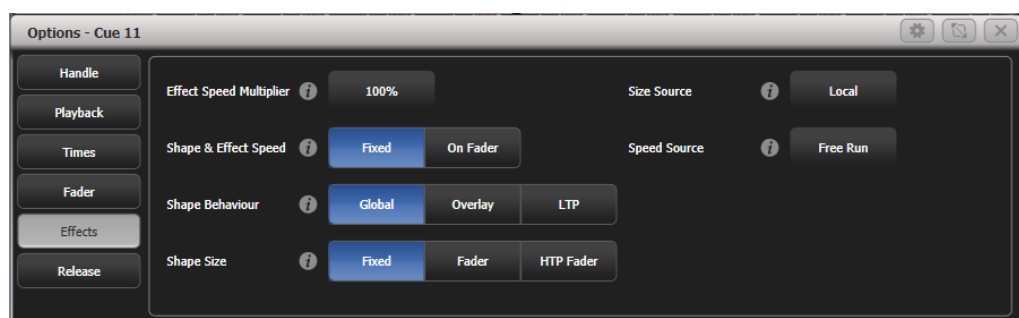 Options - Cue 11
Handle
Playback
Times
Fader
Effects
Release
Effect Speed Multiplier i 100% Size Source i Local
Shape & Effect Speed i Fixed On Fader Speed Source i Free Run
Shape Behaviour i Global Overlay LTP
Shape Size i Fixed Fader HTP Fader